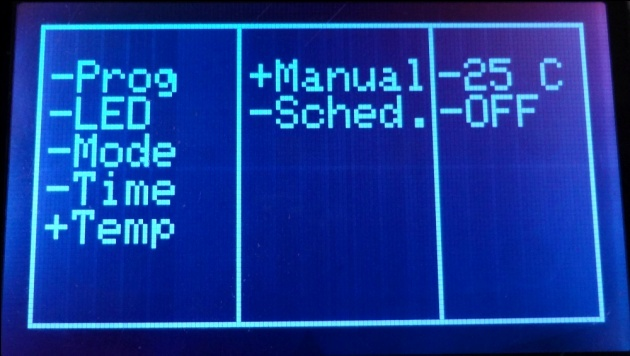 -Prog
-LED
-Mode
-Time
+Temp
+Manual
-Sched.
-25 C
-OFF